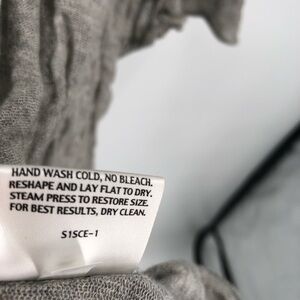 HAND WASH COLD, NO BLEACH.
RESHAPE AND LAY FLAT TO DRY.
STEAM PRESS TO RESTORE SIZE.
FOR BEST RESULTS, DRY CLEAN.
S15CE-1